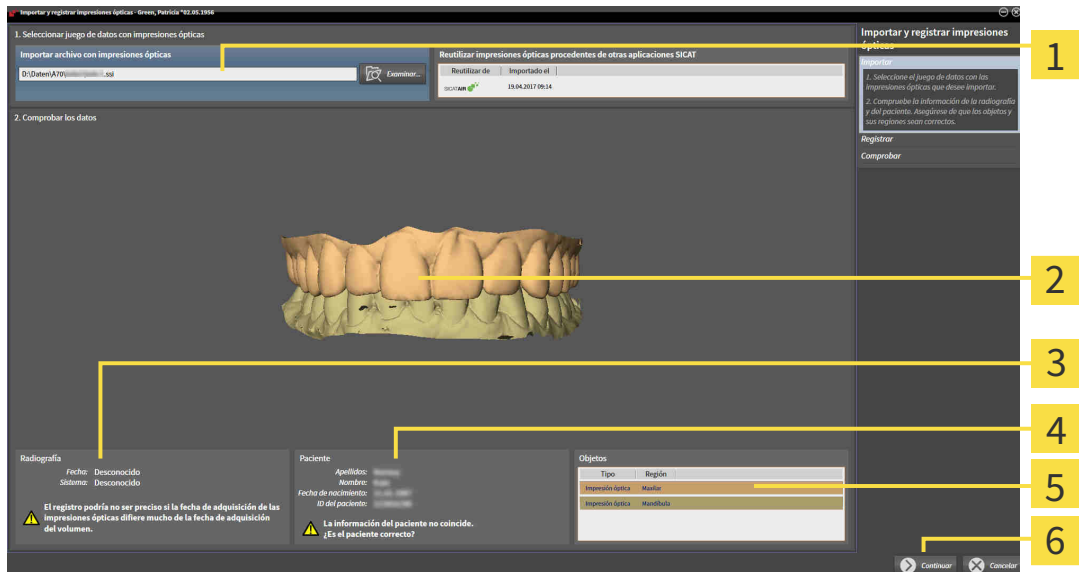 Importar y registrar impresiones ópticas - Green, Patricia *02.05.1956
1. Seleccionar juego de datos con impresiones ópticas
Importar archivo con impresiones ópticas
D:\Daten\A70\ .ssi
Examinar...
Reutilizar impresiones ópticas procedentes de otras aplicaciones SICAT
Reutilizar de Importado el
SICATAIR 19.04.2017 09:14
2. Comprobar los datos
Radiografía
Fecha: Desconocido
Sistema: Desconocido
El registro podría no ser preciso si la fecha de adquisición de las
impresiones ópticas difiere mucho de la fecha de adquisición
del volumen.
Paciente
Apellidos:
Nombre:
Fecha de nacimiento:
ID del paciente:
La información del paciente no coincide.
¿Es el paciente correcto?
Objetos
Tipo Región
Impresión óptica Maxilar
Impresión óptica Mandíbula
Importar y registrar impresiones
ópticas
Importar
1. Seleccione el juego de datos con las
impresiones ópticas que desee importar.
2. Compruebe la información de la radiografía
y del paciente. Asegúrese de que los objetos y
sus regiones sean correctos.
Registrar
Comprobar
Continuar
Cancelar
1
2
3
4
5
6